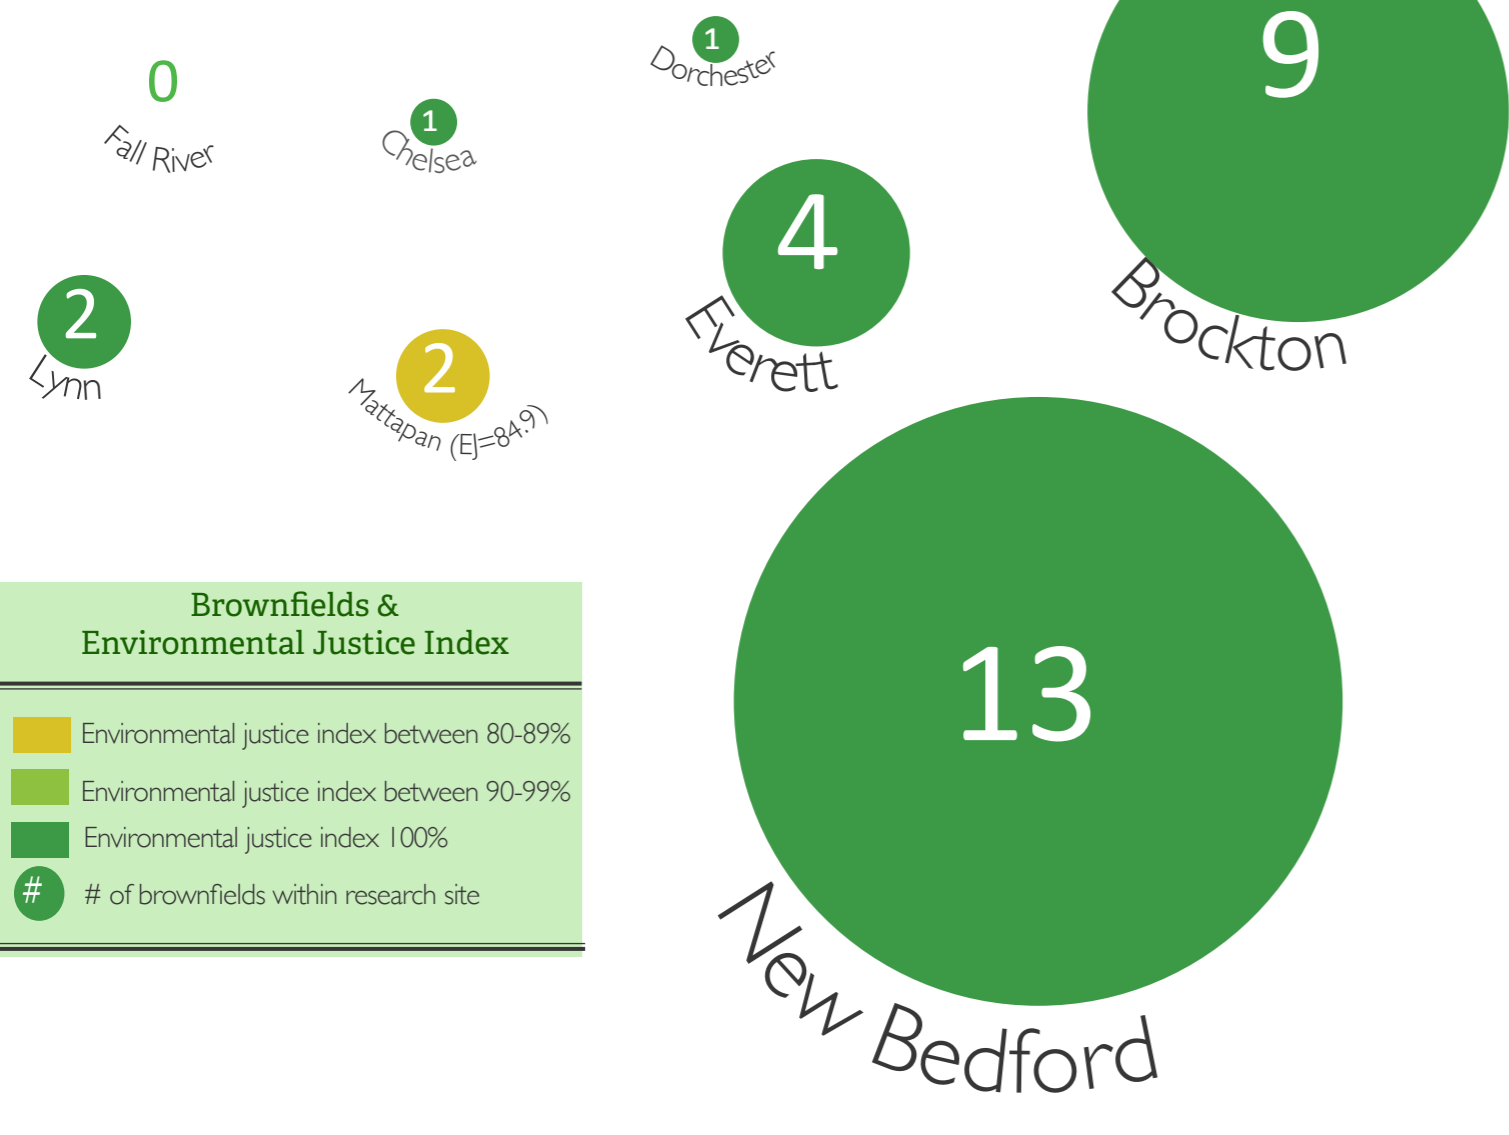 0
Fall River
1
Chelsea
1
Dorchester
9
Brockton
4
Everett
2
Lynn
2
Mattapan (EJ=84.9)
13
New Bedford
Brownfields &
Environmental Justice Index
Environmental justice index between 80-89%
Environmental justice index between 90-99%
Environmental justice index 100%
#
# of brownfields within research site